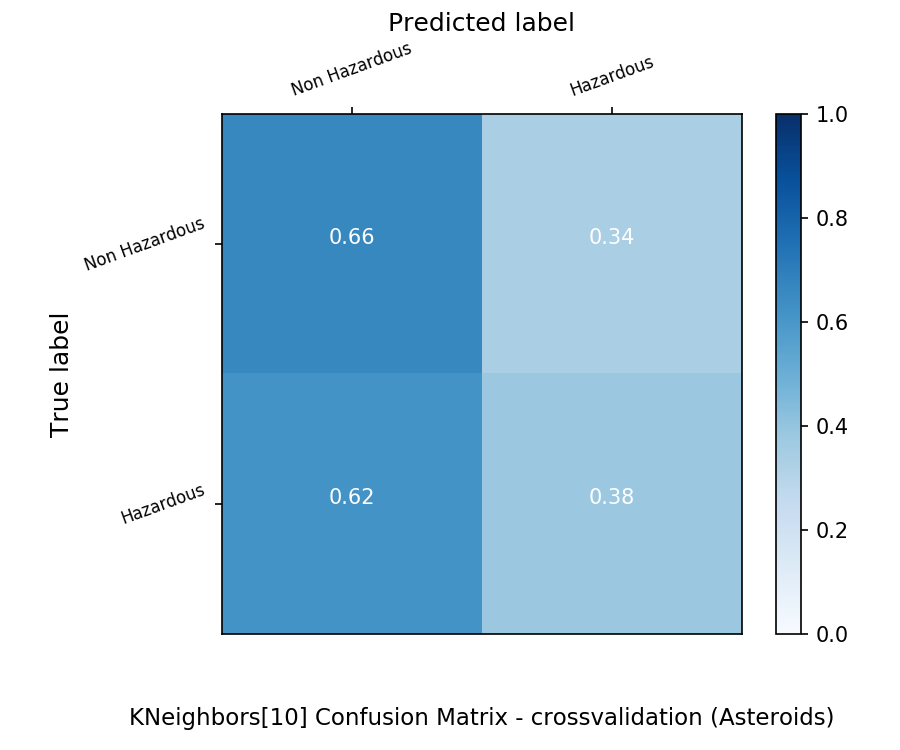 Predicted label
Non Hazardous
Hazardous
1.0
0.8
Non Hazardous
0.66
0.34
0.6
True label
0.4
Hazardous
0.62
0.38
0.2
0.0
KNeighbors[10] Confusion Matrix - crossvalidation (Asteroids)